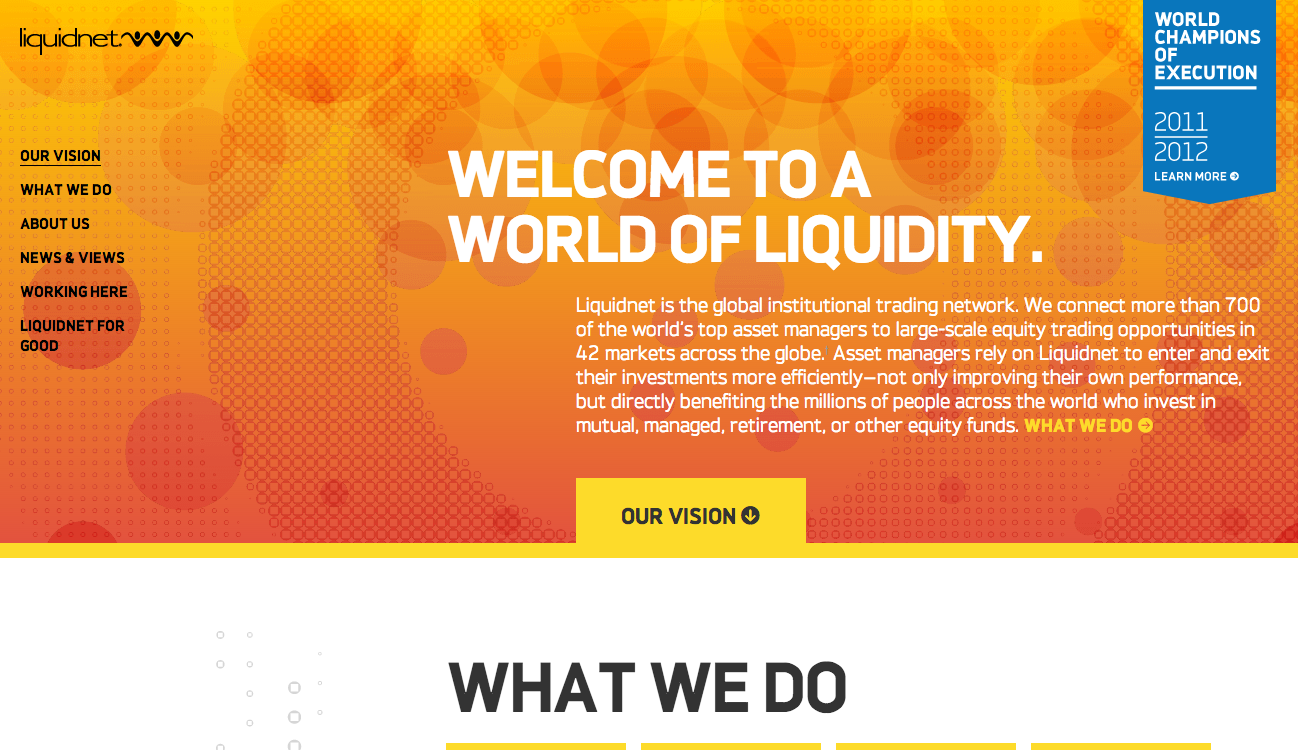 liquidnet
WORLD
CHAMPIONS
OF
EXECUTION
2011
2012
LEARN MORE
OUR VISION
WHAT WE DO
ABOUT US
NEWS & VIEWS
WORKING HERE
LIQUIDNET FOR
GOOD
WELCOME TO A
WORLD OF LIQUIDITY.
Liquidnet is the global institutional trading network. We connect more than 700
of the world's top asset managers to large-scale equity trading opportunities in
42 markets across the globe.  Asset managers rely on Liquidnet to enter and exit
their investments more efficiently—not only improving their own performance,
but directly benefiting the millions of people across the world who invest in
mutual, managed, retirement, or other equity funds. WHAT WE DO
OUR VISION
WHAT WE DO